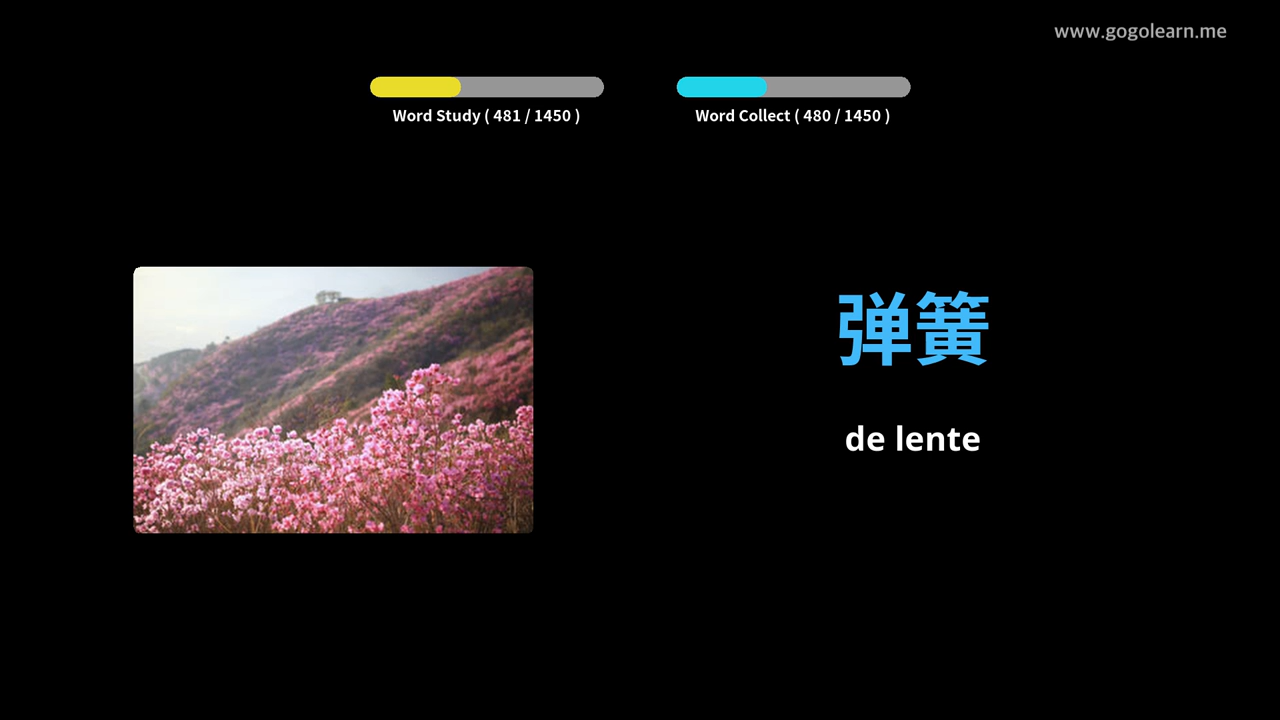 www.gogolearn.me
Word Study ( 481 / 1450 )
Word Collect ( 480 / 1450 )
弹簧
de lente